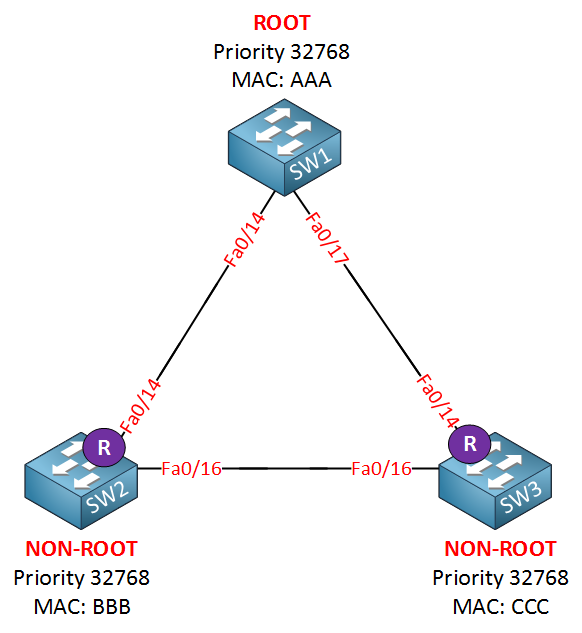 ROOT
Priority 32768
MAC: AAA
SW1
Fa0/14
Fa0/17
Fa0/14
Fa0/14
R
R
Fa0/16
Fa0/16
SW2
SW3
NON-ROOT
Priority 32768
MAC: BBB
NON-ROOT
Priority 32768
MAC: CCC